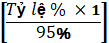 [Tỷ lệ % × 1]
95%